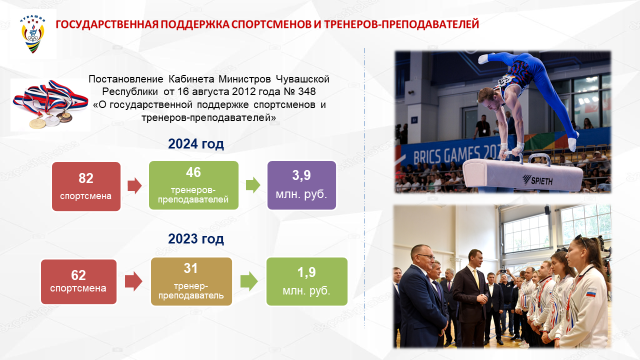 ГОСУДАРСТВЕННАЯ ПОДДЕРЖКА СПОРТСМЕНОВ И ТРЕНЕРОВ-ПРЕПОДАВАТЕЛЕЙ
Постановление Кабинета Министров Чувашской
Республики от 16 августа 2012 года № 348
«О государственной поддержке спортсменов и
тренеров-преподавателей»
2024 год
82
спортсмена
46
тренеров-
преподавателей
3,9
млн. руб.
2023 год
62
спортсмена
31
тренер-
преподаватель
1,9
млн. руб.
BRICS GAMES
SPIETH